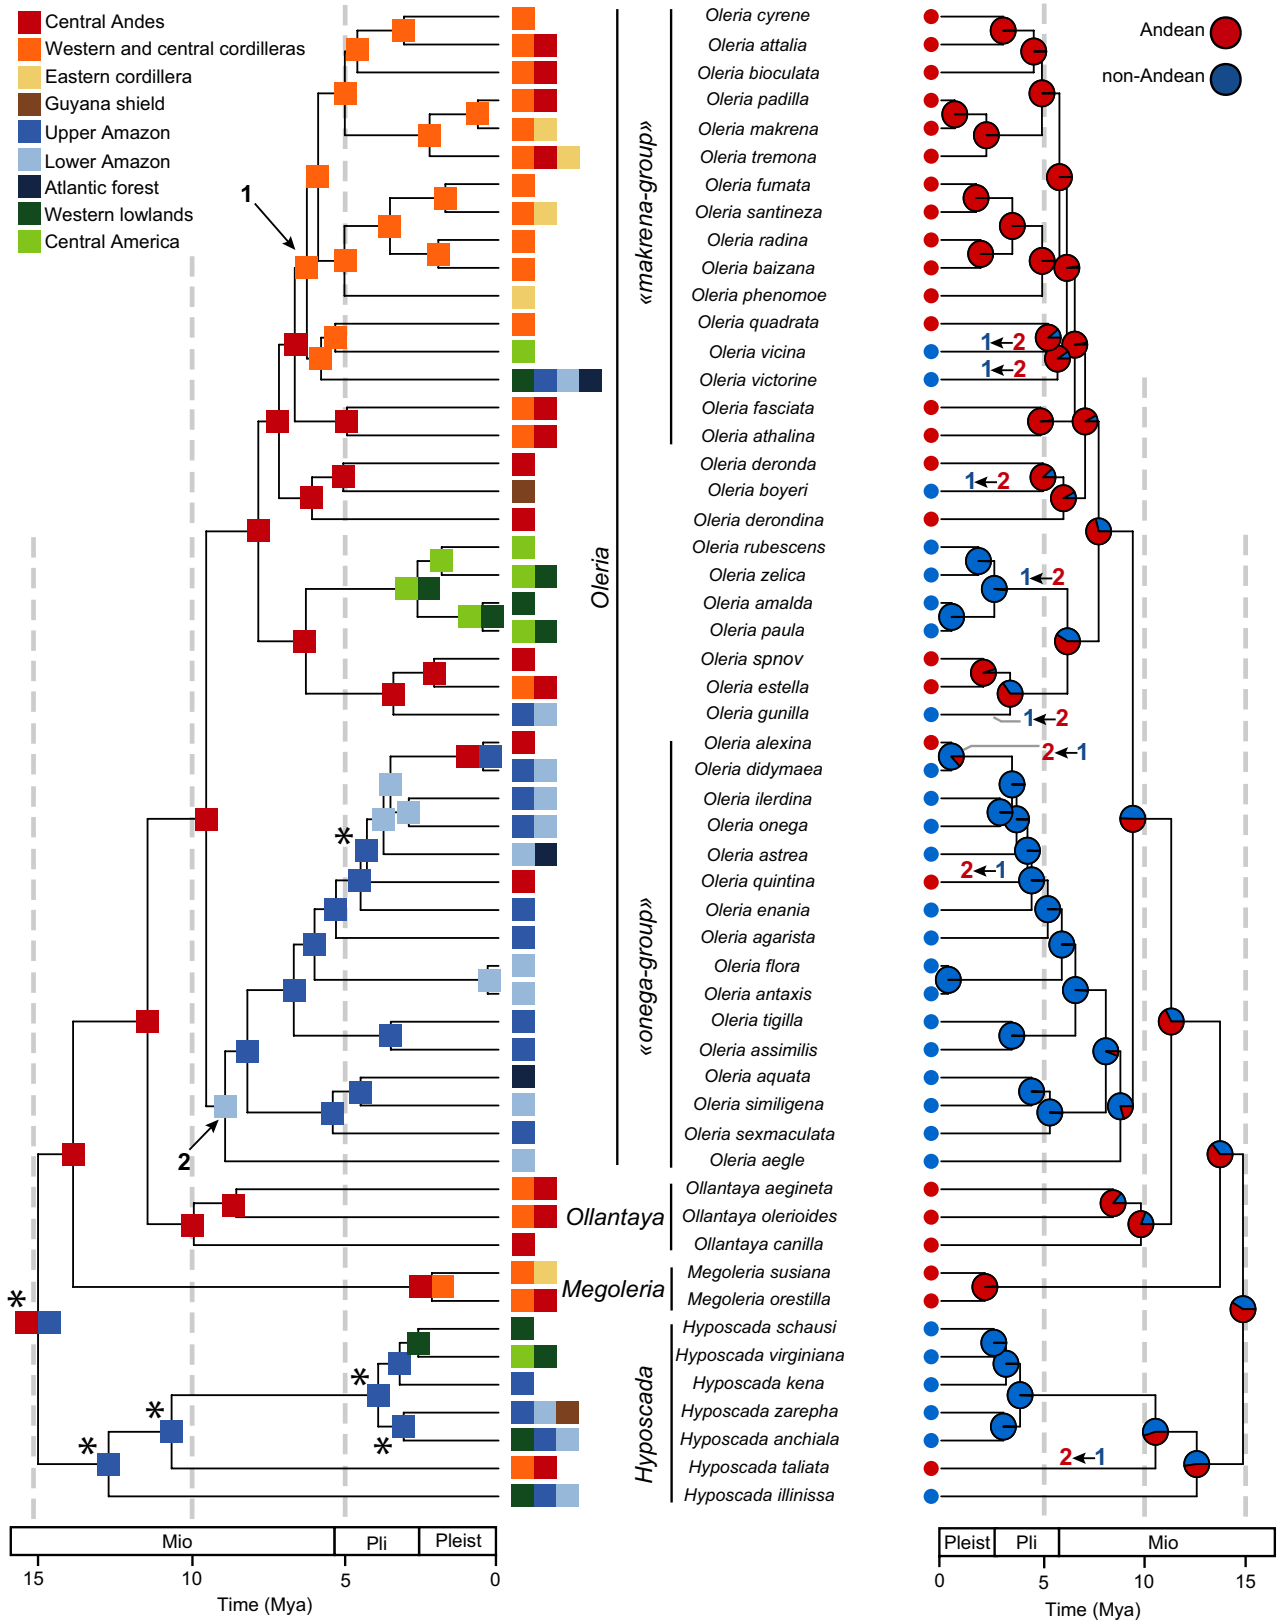 Central Andes
Western and central cordilleras
Eastern cordillera
Guyana shield
Upper Amazon
Lower Amazon
Atlantic forest
Western lowlands
Central America
Andean
non-Andean
1
2
*
*
*
*
*
*
Oleria
Ollantaya
Megoleria
Hyposcada
«makrena-group»
«onega-group»
Oleria cyrene
Oleria attalia
Oleria bioculata
Oleria padilla
Oleria makrena
Oleria tremona
Oleria fumata
Oleria santineza
Oleria radina
Oleria baizana
Oleria phenomoe
Oleria quadrata
Oleria vicina
1←2
Oleria victorine
1←2
Oleria fasciata
Oleria athalina
Oleria deronda
Oleria boyeri
1←2
Oleria derondina
Oleria rubescens
Oleria zelica
1←2
Oleria amalda
Oleria paula
Oleria spnov
Oleria estella
Oleria gunilla
1←2
Oleria alexina
2←1
Oleria didymaea
Oleria ilerdina
Oleria onega
Oleria astrea
Oleria quintina
2←1
Oleria enania
Oleria agarista
Oleria flora
Oleria antaxis
Oleria tigilla
Oleria assimilis
Oleria aquata
Oleria similigena
Oleria sexmaculata
Oleria aegle
Ollantaya aegineta
Ollantaya olerioides
Ollantaya canilla
Megoleria susiana
Megoleria orestilla
Hyposcada schausi
Hyposcada virginiana
Hyposcada kena
Hyposcada zarepha
Hyposcada anchiala
Hyposcada taliata
2←1
Hyposcada illinissa
Mio Pli Pleist
15 10 5 0
Time (Mya)
Pleist Pli Mio
0 5 10 15
Time (Mya)